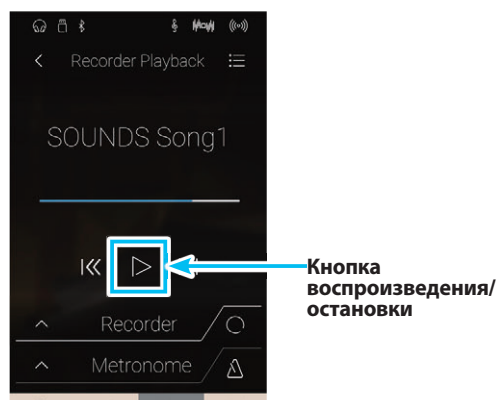 Recorder Playback
SOUNDS Song1
Кнопка
воспроизведения/
остановки
Recorder
Metronome